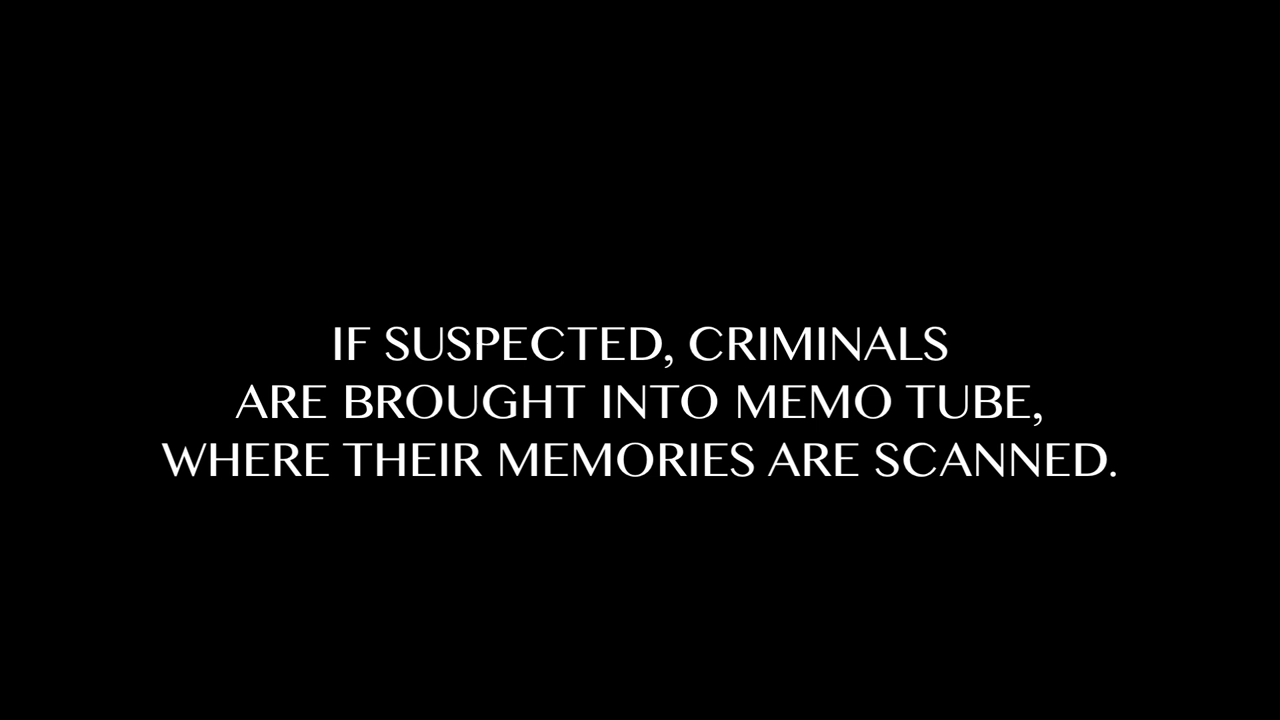 IF SUSPECTED, CRIMINALS
ARE BROUGHT INTO MEMO TUBE,
WHERE THEIR MEMORIES ARE SCANNED.